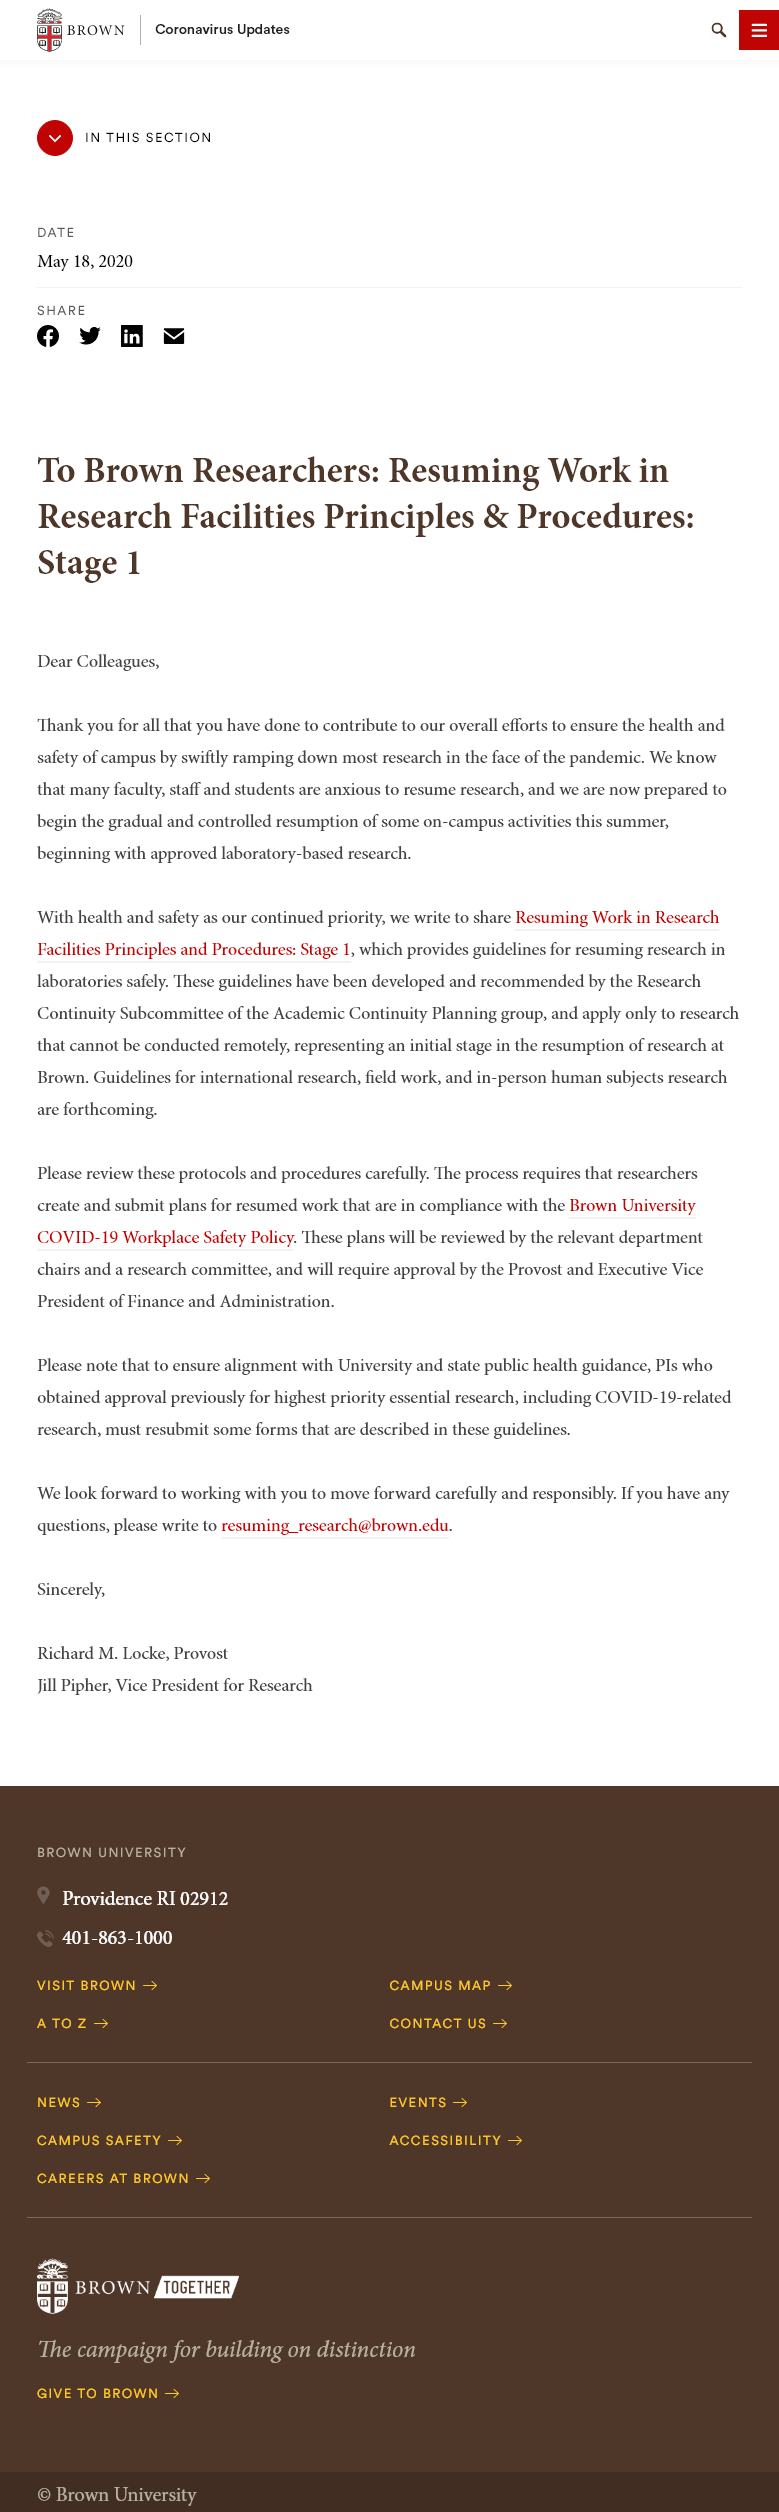 BROWN
Coronavirus Updates
IN THIS SECTION
DATE
May 18, 2020
SHARE
To Brown Researchers: Resuming Work in
Research Facilities Principles & Procedures:
Stage 1
Dear Colleagues,
Thank you for all that you have done to contribute to our overall efforts to ensure the health and
safety of campus by swiftly ramping down most research in the face of the pandemic. We know
that many faculty, staff and students are anxious to resume research, and we are now prepared to
begin the gradual and controlled resumption of some on-campus activities this summer,
beginning with approved laboratory-based research.
With health and safety as our continued priority, we write to share Resuming Work in Research
Facilities Principles and Procedures: Stage 1, which provides guidelines for resuming research in
laboratories safely. These guidelines have been developed and recommended by the Research
Continuity Subcommittee of the Academic Continuity Planning group, and apply only to research
that cannot be conducted remotely, representing an initial stage in the resumption of research at
Brown. Guidelines for international research, field work, and in-person human subjects research
are forthcoming.
Please review these protocols and procedures carefully. The process requires that researchers
create and submit plans for resumed work that are in compliance with the Brown University
COVID-19 Workplace Safety Policy. These plans will be reviewed by the relevant department
chairs and a research committee, and will require approval by the Provost and Executive Vice
President of Finance and Administration.
Please note that to ensure alignment with University and state public health guidance, PIs who
obtained approval previously for highest priority essential research, including COVID-19-related
research, must resubmit some forms that are described in these guidelines.
We look forward to working with you to move forward carefully and responsibly. If you have any
questions, please write to resuming_research@brown.edu.
Sincerely,
Richard M. Locke, Provost
Jill Pipher, Vice President for Research
BROWN UNIVERSITY
Providence RI 02912
401-863-1000
VISIT BROWN
CAMPUS MAP
A TO Z
CONTACT US
NEWS
EVENTS
CAMPUS SAFETY
ACCESSIBILITY
CAREERS AT BROWN
BROWN TOGETHER
The campaign for building on distinction
GIVE TO BROWN
© Brown University